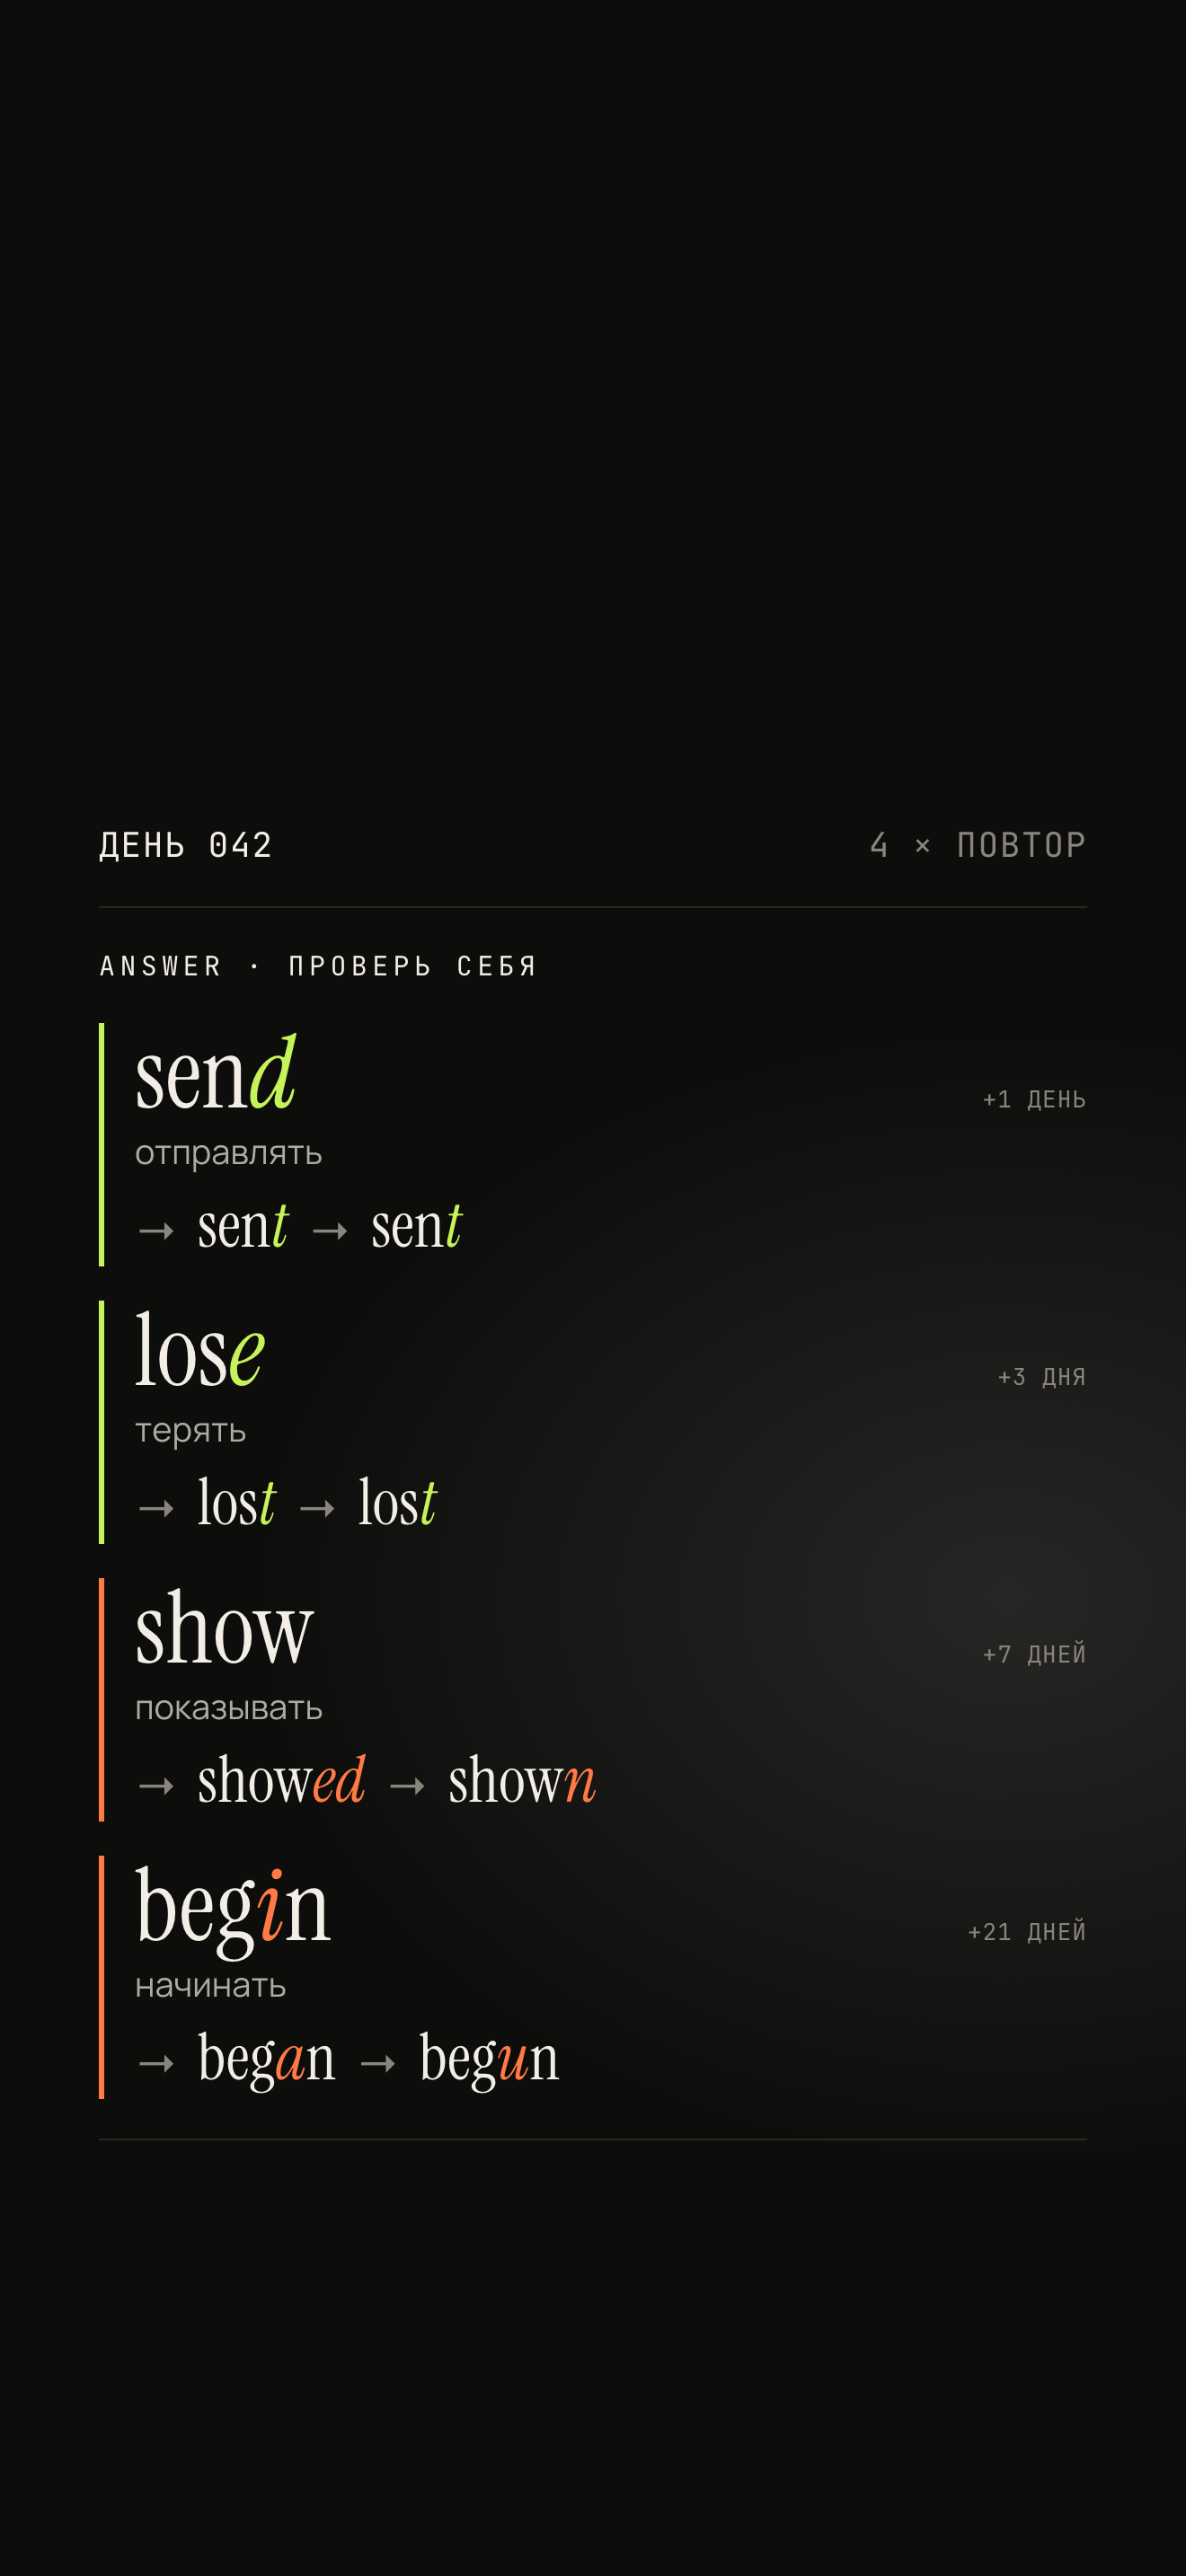 ДЕНЬ 042 4 × ПОВТОР
ANSWER · ПРОВЕРЬ СЕБЯ
send +1 ДЕНЬ
отправлять
→ sent → sent
lose +3 ДНЯ
терять
→ lost → lost
show +7 ДНЕЙ
показывать
→ showed → shown
begin +21 ДНЕЙ
начинать
→ began → begun